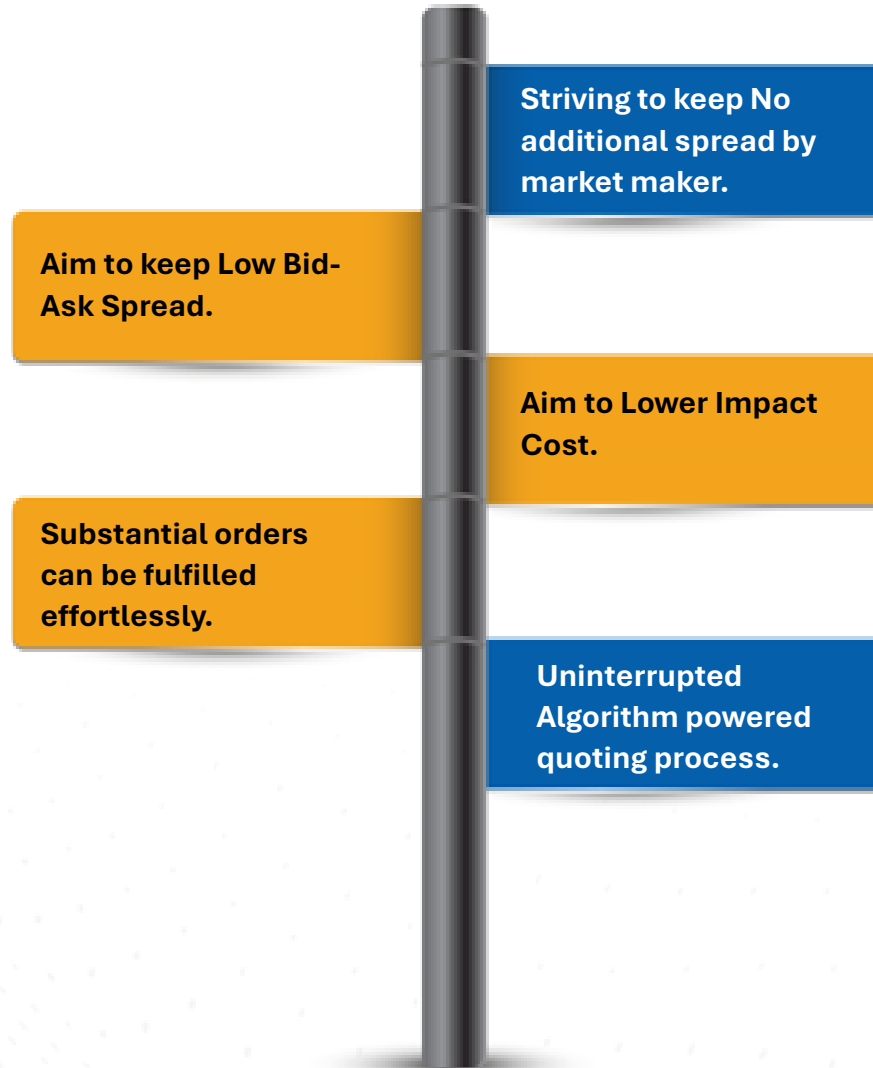 Striving to keep No
additional spread by
market maker.
Aim to keep Low Bid-
Ask Spread.
Aim to Lower Impact
Cost.
Substantial orders
can be fulfilled
effortlessly.
Uninterrupted
Algorithm powered
quoting process.